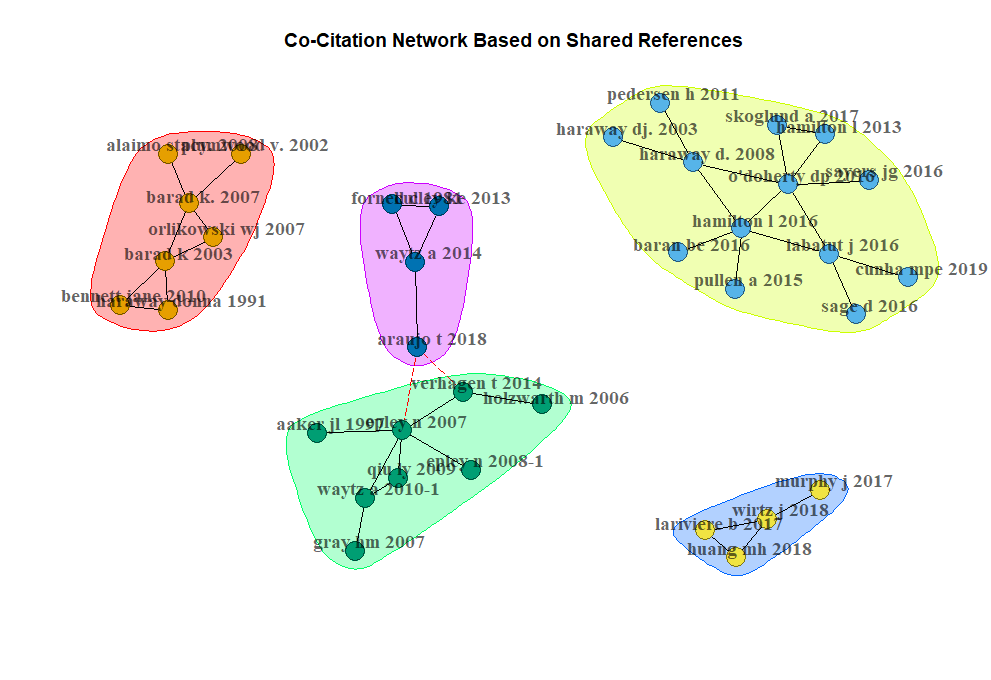 Co-Citation Network Based on Shared References
alaimo stacy. 2008
plumwood v. 2002
barad k. 2007
orlikowski wj 2007
barad k 2003
bennett jane 2010
haraway donna 1991
fornell c 1981
2013
waytz a 2014
araujo t 2018
verhagen t 2014
holzwarth m 2006
aaker jl 1997
epley n 2007
qiu ly 2009
epley n 2008-1
waytz a 2010-1
gray hm 2007
pedersen h 2011
skoglund a 2017
hamilton l 2013
haraway dj. 2003
haraway d. 2008
o'doherty dp 2016
sayers jg 2016
hamilton l 2016
baran be 2016
labatut j 2016
pullen a 2015
cunha mpe 2019
sage d 2016
murphy j 2017
wirtz j 2018
lariviere b 2017
huang mh 2018